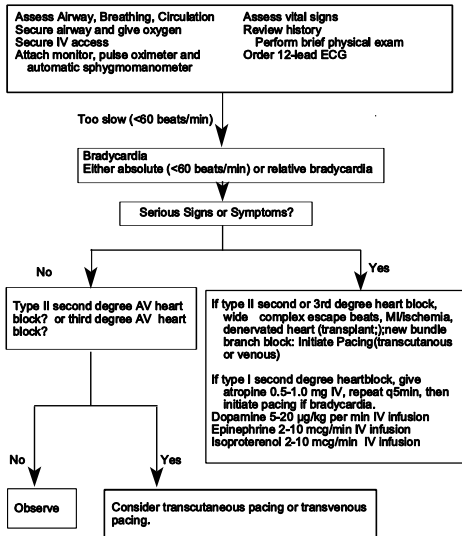 Assess Airway, Breathing, Circulation
Secure airway and give oxygen
Secure IV access
Attach monitor, pulse oximeter and
automatic sphygmomanometer
Assess vital signs
Review history
Perform brief physical exam
Order 12-lead ECG
Too slow (<60 beats/min)
Bradycardia
Either absolute (<60 beats/min) or relative bradycardia
Serious Signs or Symptoms?
No
Yes
Type II second degree AV heart
block? or third degree AV heart
block?
If type II second or 3rd degree heart block,
wide complex escape beats, MI/ischemia,
denervated heart (transplant;);new bundle
branch block: Initiate Pacing(transcutanous
or venous)
If type I second degree heartblock, give
atropine 0.5-1.0 mg IV, repeat q5min, then
initiate pacing if bradycardia.
Dopamine 5-20 µg/kg per min IV infusion
Epinephrine 2-10 mcg/min IV infusion
Isoproterenol 2-10 mcg/min IV infusion
No
Yes
Observe
Consider transcutaneous pacing or transvenous
pacing.